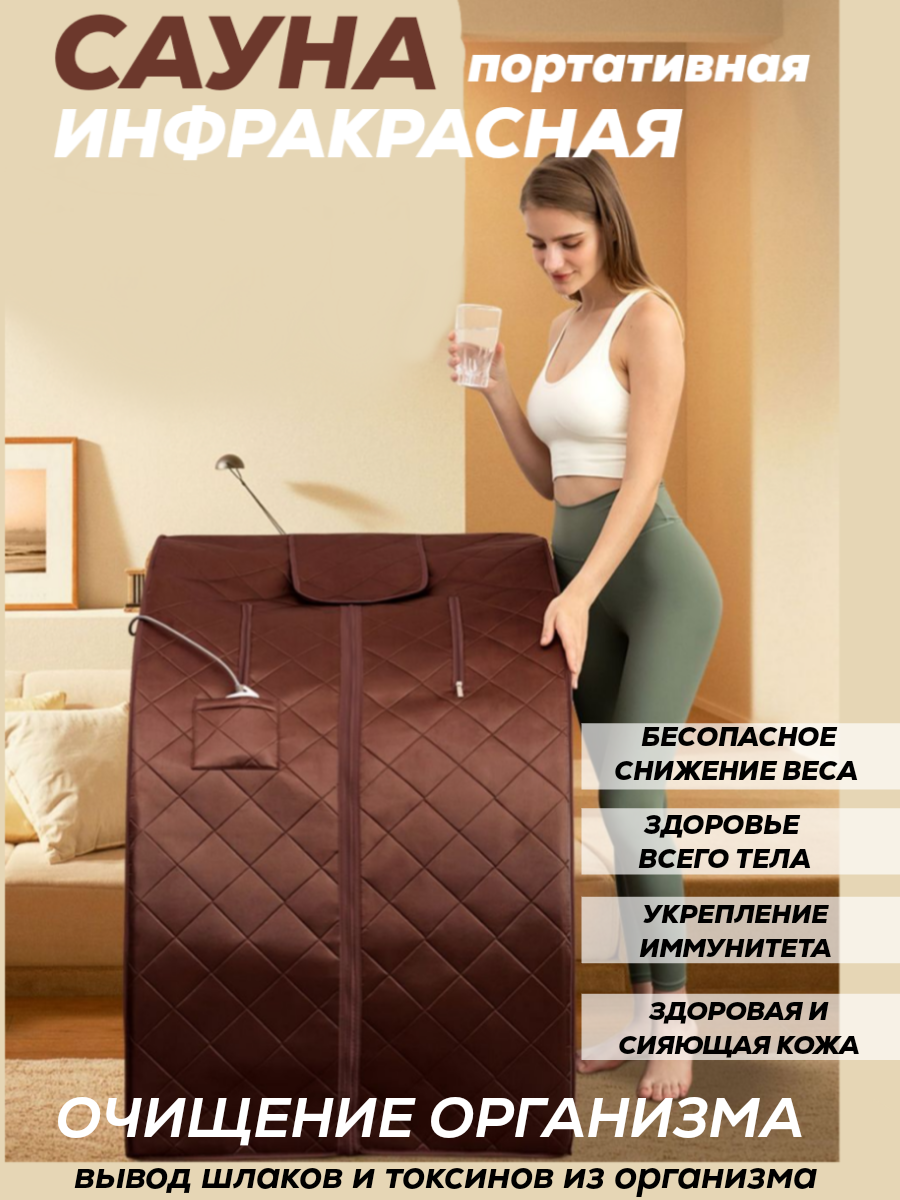 САУНА портативная
ИНФРАКРАСНАЯ
БЕСОПАСНОЕ
СНИЖЕНИЕ ВЕСА
ЗДОРОВЬЕ
ВСЕГО ТЕЛА
УКРЕПЛЕНИЕ
ИММУНИТЕТА
ЗДОРОВАЯ И
СИЯЮЩАЯ КОЖА
ОЧИЩЕНИЕ ОРГАНИЗМА
вывод шлаков и токсинов из организма